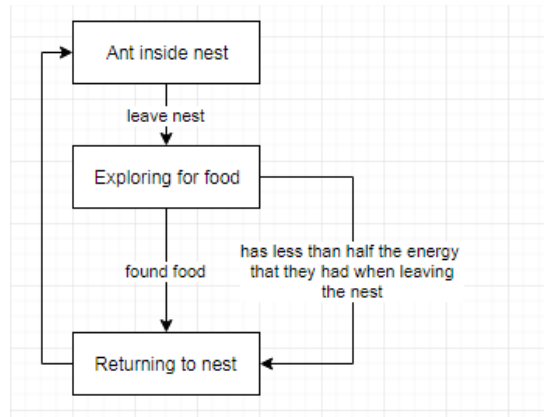 Ant inside nest
leave nest
Exploring for food
found food
has less than half the energy
that they had when leaving
the nest
Returning to nest